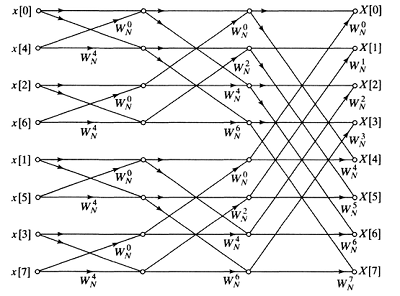 x[0] X[0]
W_N^0 W_N^0 W_N^0
x[4] W_N^4 W_N^2 X[1]
W_N^1
x[2] W_N^4 X[2]
W_N^0 W_N^2
x[6] W_N^4 W_N^6 X[3]
W_N^3
x[1] X[4]
W_N^0 W_N^0 W_N^4
x[5] W_N^4 W_N^2 X[5]
W_N^5
x[3] W_N^4 X[6]
W_N^0 W_N^6
x[7] W_N^4 W_N^6 X[7]
W_N^7